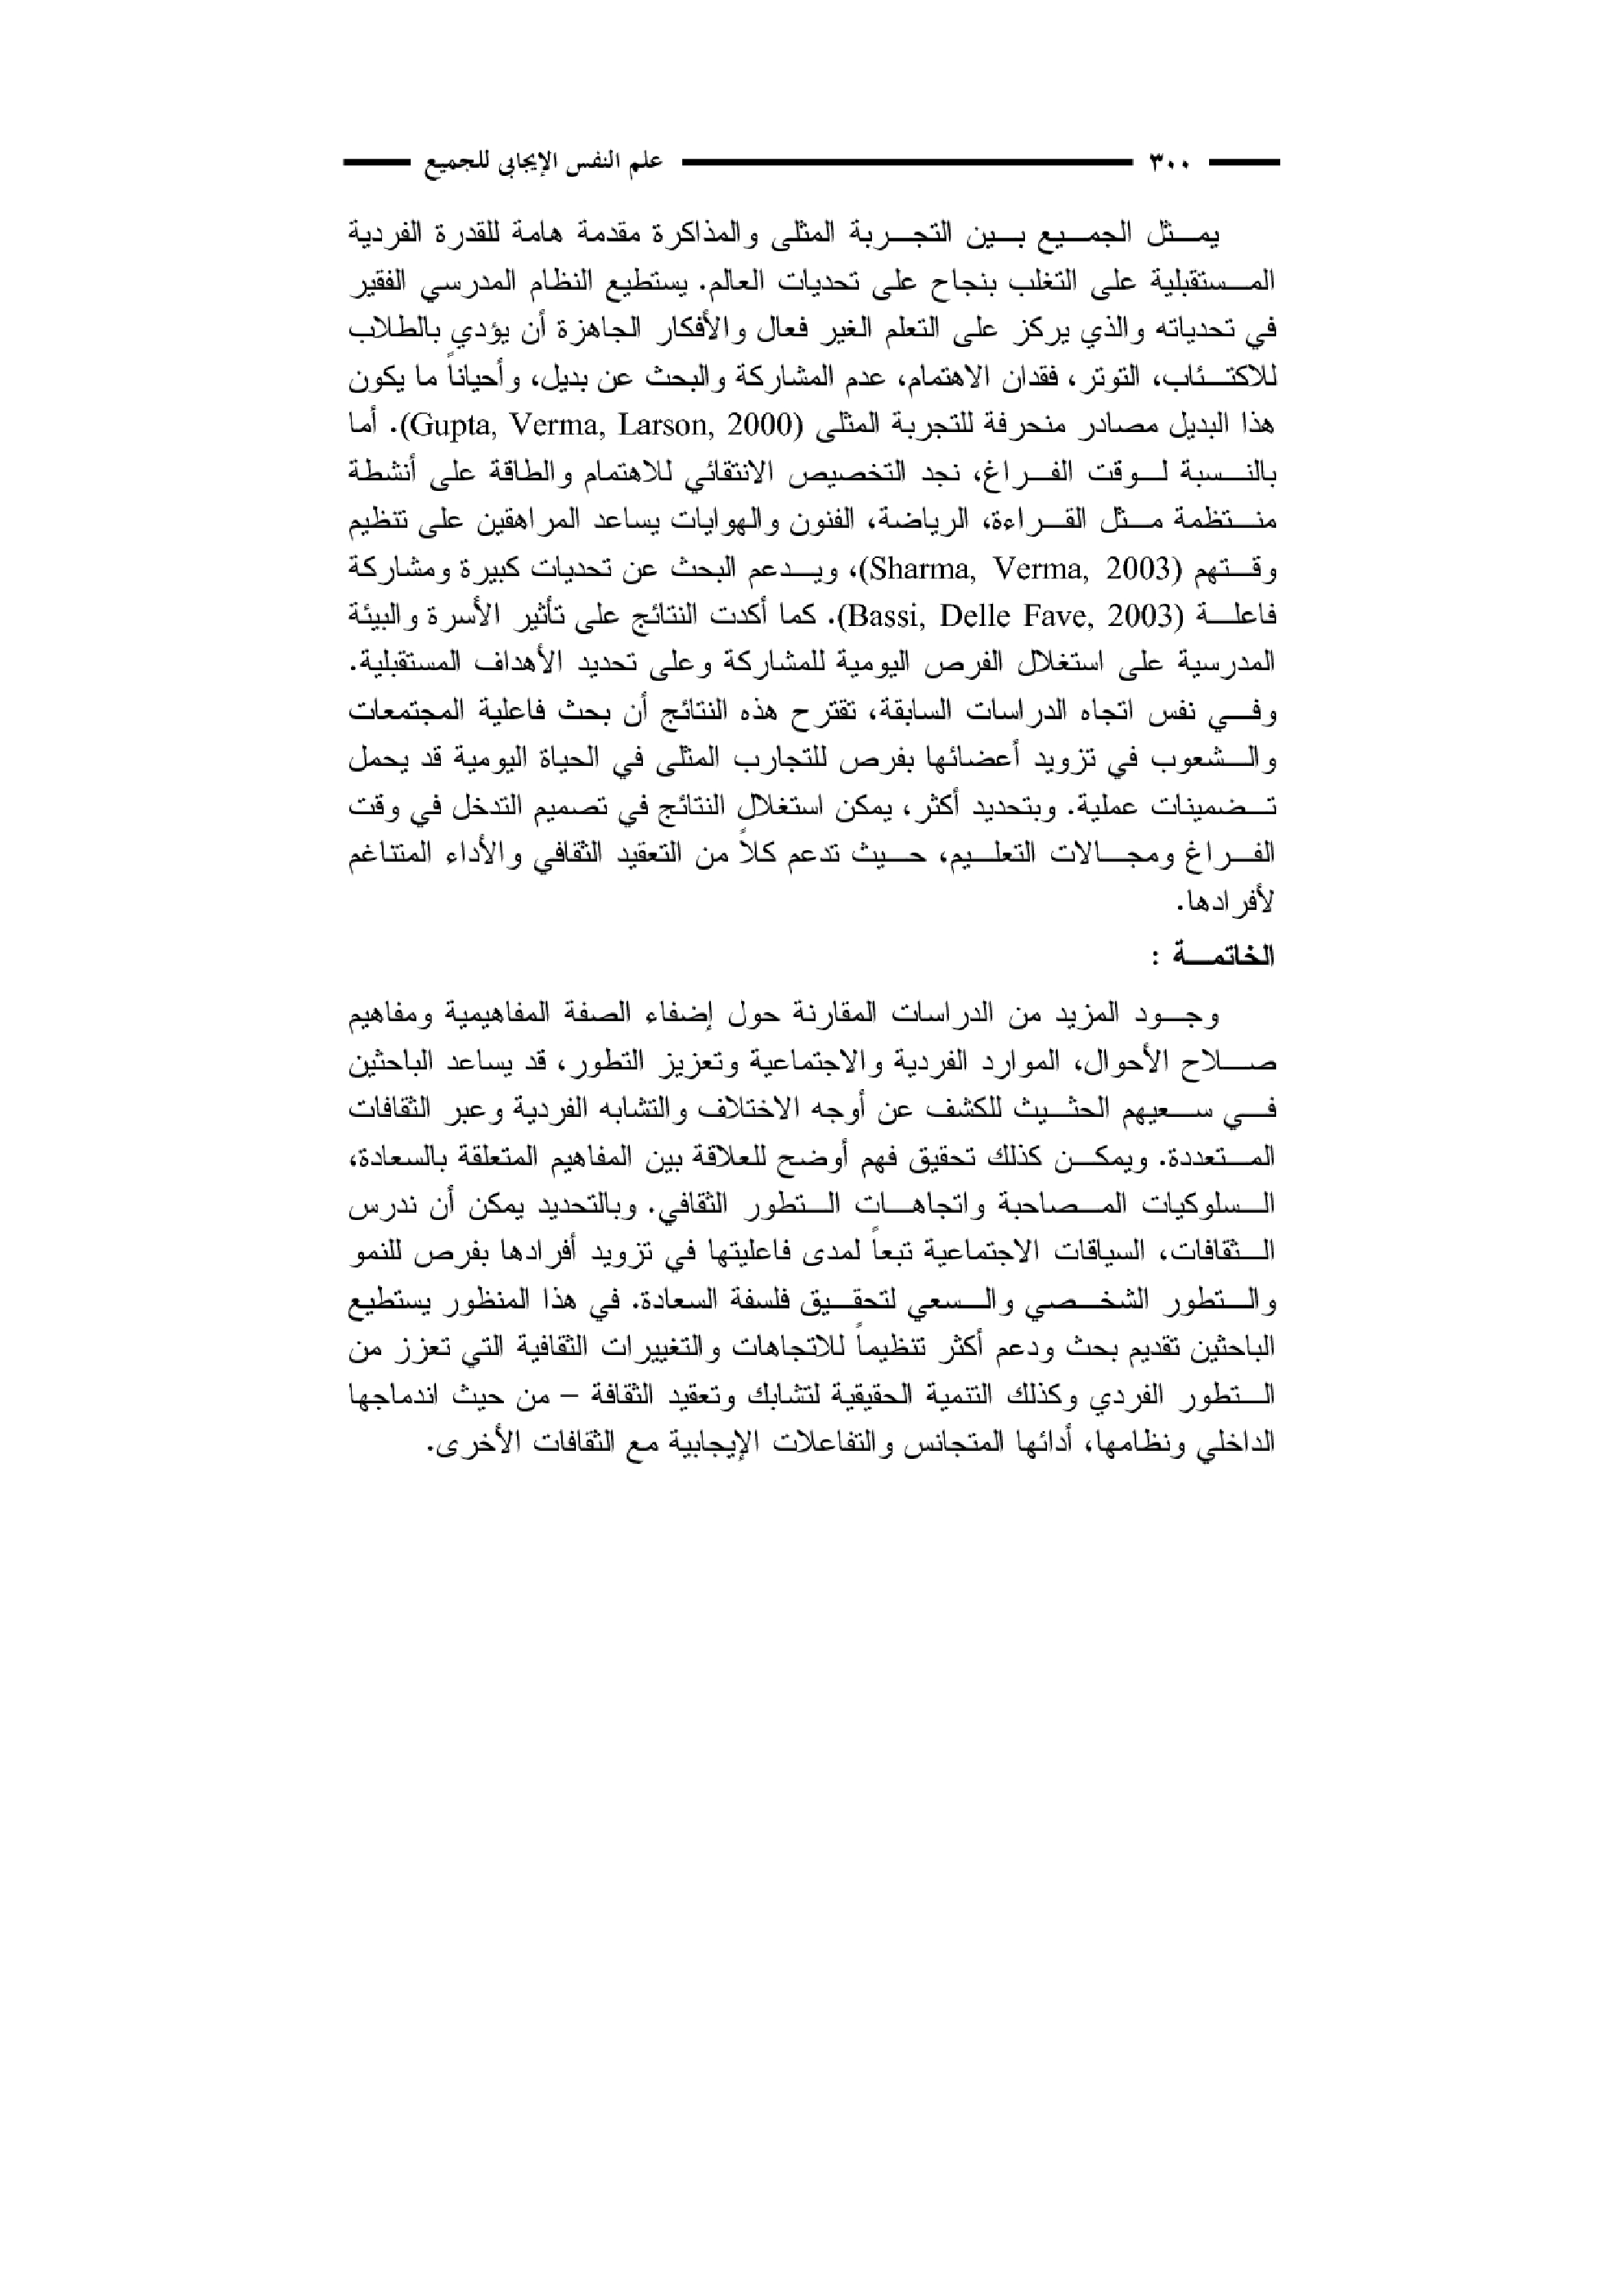 ٣٠٠ علم النفس الإيجابي للجميع
يمثل الجميع بين التجربة المثلى والمذاكرة مقدمة هامة للقدرة الفردية
المستقبلية على التغلب بنجاح على تحديات العالم. يستطيع النظام المدرسي الفقير
في تحدياته والذي يركز على التعلم الغير فعال والأفكار الجاهزة أن يؤدي بالطلاب
للاكتئاب، التوتر، فقدان الاهتمام، عدم المشاركة والبحث عن بديل، وأحياناً ما يكون
هذا البديل مصادر منحرفة للتجربة المثلى (Gupta, Verma, Larson, 2000). أما
بالنسبة لوقت الفراغ، نجد التخصيص الانتقائي للاهتمام والطاقة على أنشطة
منتظمة مثل القراءة، الرياضة، الفنون والهوايات يساعد المراهقين على تنظيم
وقتهم (Sharma, Verma, 2003)، ويدعم البحث عن تحديات كبيرة ومشاركة
فاعلة (Bassi, Delle Fave, 2003). كما أكدت النتائج على تأثير الأسرة والبيئة
المدرسية على استغلال الفرص اليومية للمشاركة وعلى تحديد الأهداف المستقبلية.
وفي نفس اتجاه الدراسات السابقة، تقترح هذه النتائج أن بحث فاعلية المجتمعات
والشعوب في تزويد أعضائها بفرص للتجارب المثلى في الحياة اليومية قد يحمل
تضمينات عملية. وبتحديد أكثر، يمكن استغلال النتائج في تصميم التدخل في وقت
الفراغ ومجالات التعليم، حيث تدعم كلاً من التعقيد الثقافي والأداء المتناغم
لأفرادها.
الخاتمة :
وجود المزيد من الدراسات المقارنة حول إضفاء الصفة المفاهيمية ومفاهيم
صلاح الأحوال، الموارد الفردية والاجتماعية وتعزيز التطور، قد يساعد الباحثين
في سعيهم الحثيث للكشف عن أوجه الاختلاف والتشابه الفردية وعبر الثقافات
المتعددة. ويمكن كذلك تحقيق فهم أوضح للعلاقة بين المفاهيم المتعلقة بالسعادة،
السلوكيات المصاحبة واتجاهات التطور الثقافي. وبالتحديد يمكن أن ندرس
الثقافات، السياقات الاجتماعية تبعاً لمدى فاعليتها في تزويد أفرادها بفرص للنمو
والتطور الشخصي والسعي لتحقيق فلسفة السعادة. في هذا المنظور يستطيع
الباحثين تقديم بحث ودعم أكثر تنظيماً للاتجاهات والتغييرات الثقافية التي تعزز من
التطور الفردي وكذلك التنمية الحقيقية لتشابك وتعقيد الثقافة – من حيث اندماجها
الداخلي ونظامها، أدائها المتجانس والتفاعلات الإيجابية مع الثقافات الأخرى.